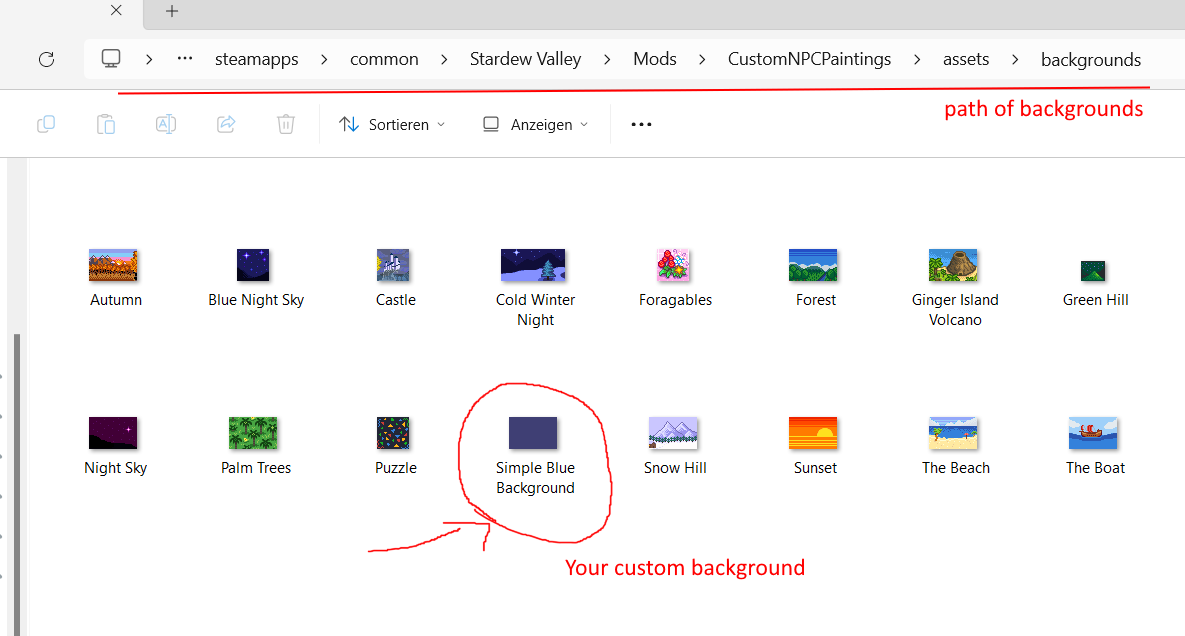 steamapps > common > Stardew Valley > Mods > CustomNPCPaintings > assets > backgrounds
path of backgrounds
Sortieren
Anzeigen
Autumn
Blue Night Sky
Castle
Cold Winter
Night
Foragables
Forest
Ginger Island
Volcano
Green Hill
Night Sky
Palm Trees
Puzzle
Simple Blue
Background
Snow Hill
Sunset
The Beach
The Boat
Your custom background